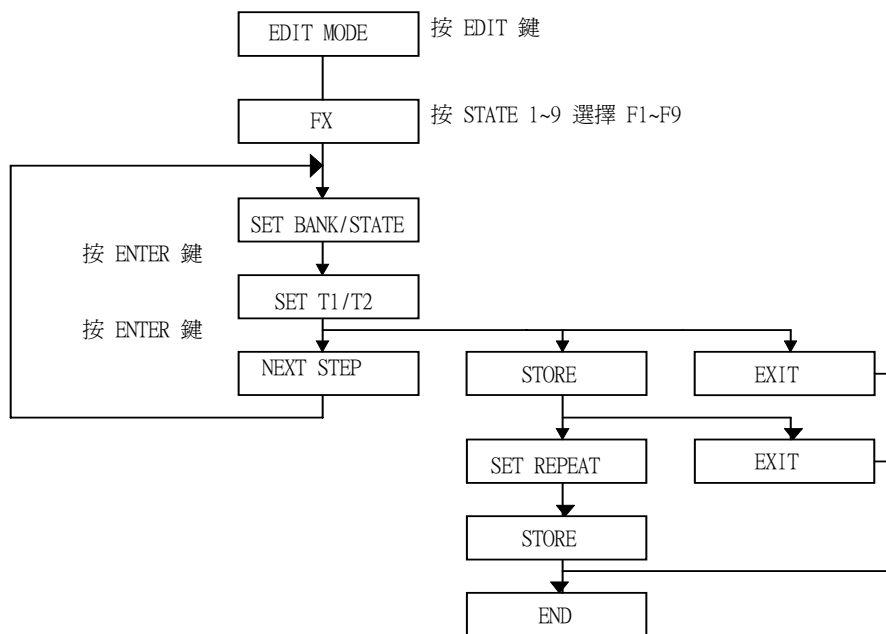 EDIT MODE
按 EDIT 鍵
FX
按 STATE 1~9 選擇 F1~F9
SET BANK/STATE
按 ENTER 鍵
SET T1/T2
按 ENTER 鍵
NEXT STEP
STORE
EXIT
SET REPEAT
EXIT
STORE
END